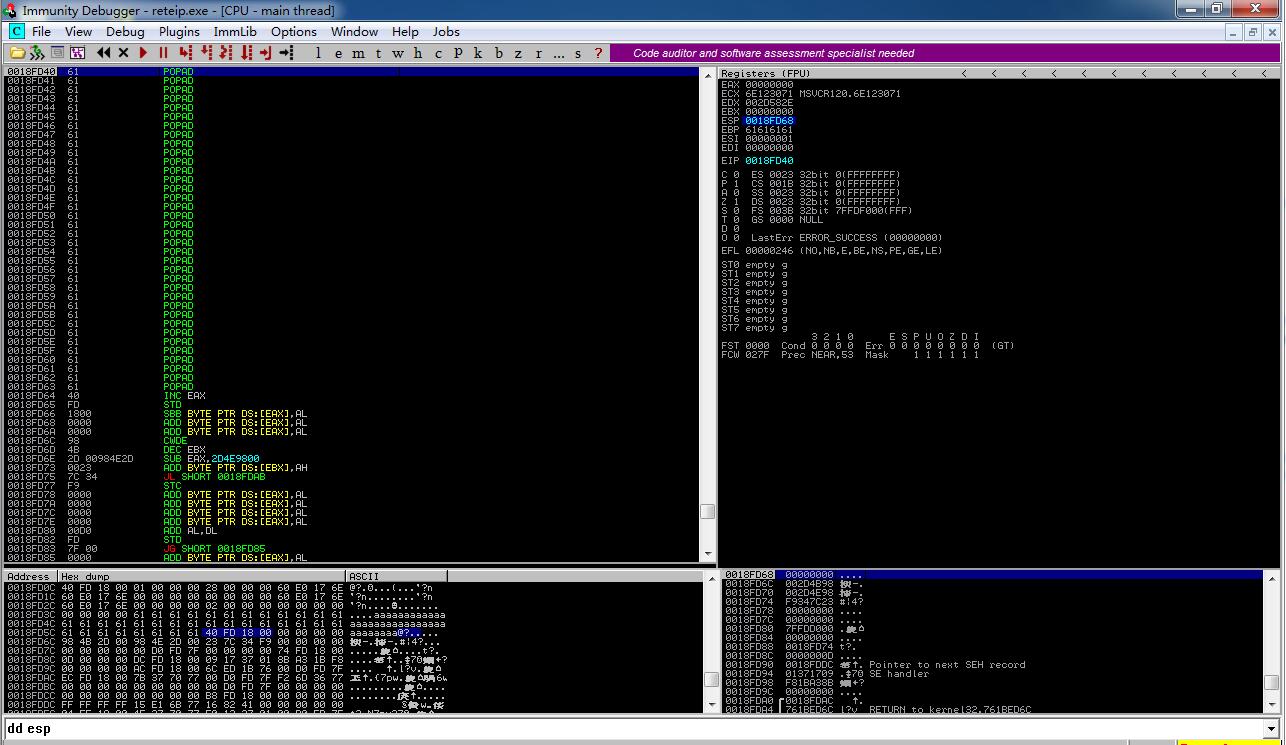 Immunity Debugger - reteip.exe - [CPU - main thread]
C File View Debug Plugins ImmLib Options Window Help Jobs
l e m t w h c P k b z r ... s ? Code auditor and software assessment specialist needed
0018FD40 61 POPAD
0018FD41 61 POPAD
0018FD42 61 POPAD
0018FD43 61 POPAD
0018FD44 61 POPAD
0018FD45 61 POPAD
0018FD46 61 POPAD
0018FD47 61 POPAD
0018FD48 61 POPAD
0018FD49 61 POPAD
0018FD4A 61 POPAD
0018FD4B 61 POPAD
0018FD4C 61 POPAD
0018FD4D 61 POPAD
0018FD4E 61 POPAD
0018FD4F 61 POPAD
0018FD50 61 POPAD
0018FD51 61 POPAD
0018FD52 61 POPAD
0018FD53 61 POPAD
0018FD54 61 POPAD
0018FD55 61 POPAD
0018FD56 61 POPAD
0018FD57 61 POPAD
0018FD58 61 POPAD
0018FD59 61 POPAD
0018FD5A 61 POPAD
0018FD5B 61 POPAD
0018FD5C 61 POPAD
0018FD5D 61 POPAD
0018FD5E 61 POPAD
0018FD5F 61 POPAD
0018FD60 61 POPAD
0018FD61 61 POPAD
0018FD62 61 POPAD
0018FD63 61 POPAD
0018FD64 40 INC EAX
0018FD65 FD STD
0018FD66 1800 SBB BYTE PTR DS:[EAX],AL
0018FD68 0000 ADD BYTE PTR DS:[EAX],AL
0018FD6A 0000 ADD BYTE PTR DS:[EAX],AL
0018FD6C 98 CWDE
0018FD6D 4B DEC EBX
0018FD6E 2D 00984E2D SUB EAX,2D4E9800
0018FD73 0023 ADD BYTE PTR DS:[EBX],AH
0018FD75 7C 34 JL SHORT 0018FDAB
0018FD77 F9 STC
0018FD78 0000 ADD BYTE PTR DS:[EAX],AL
0018FD7A 0000 ADD BYTE PTR DS:[EAX],AL
0018FD7C 0000 ADD BYTE PTR DS:[EAX],AL
0018FD7E 0000 ADD BYTE PTR DS:[EAX],AL
0018FD80 00D0 ADD AL,DL
0018FD82 FD STD
0018FD83 7F 00 JG SHORT 0018FD85
0018FD85 0000 ADD BYTE PTR DS:[EAX],AL
Registers (FPU) < < < < < < < < < < <
EAX 00000000
ECX 6E123071 MSVCR120.6E123071
EDX 002D582E
EBX 00000000
ESP 0018FD68
EBP 61616161
ESI 00000001
EDI 00000000
EIP 0018FD40
C 0 ES 0023 32bit 0(FFFFFFFF)
P 1 CS 001B 32bit 0(FFFFFFFF)
A 0 SS 0023 32bit 0(FFFFFFFF)
Z 1 DS 0023 32bit 0(FFFFFFFF)
S 0 FS 003B 32bit 7FFDF000(FFF)
T 0 GS 0000 NULL
D 0
O 0 LastErr ERROR_SUCCESS (00000000)
EFL 00000246 (NO,NB,E,BE,NS,PE,GE,LE)
ST0 empty g
ST1 empty g
ST2 empty g
ST3 empty g
ST4 empty g
ST5 empty g
ST6 empty g
ST7 empty g
3 2 1 0 E S P U O Z D I
FST 0000 Cond 0 0 0 0 Err 0 0 0 0 0 0 0 0 (GT)
FCW 027F Prec NEAR,53 Mask 1 1 1 1 1 1
Address Hex dump ASCII
0018FD0C 40 FD 18 00 01 00 00 00 28 00 00 00 60 E0 17 6E
0018FD1C 60 E0 17 6E 00 00 00 00 00 00 00 00 60 E0 17 6E
0018FD2C 60 E0 17 6E 00 00 00 00 02 00 00 00 00 00 00 00
0018FD3C 00 00 00 00 61 61 61 61 61 61 61 61 61 61 61 61 ....aaaaaaaaaaaa
0018FD4C 61 61 61 61 61 61 61 61 61 61 61 61 61 61 61 61 aaaaaaaaaaaaaaaa
0018FD5C 61 61 61 61 61 61 61 61 40 FD 18 00 00 00 00 00 aaaaaaaa@?......
0018FD6C 98 4B 2D 00 98 4E 2D 00 23 7C 34 F9 00 00 00 00
0018FD7C 00 00 00 00 00 D0 FD 7F 00 00 00 00 74 FD 18 00
0018FD8C 0D 00 00 00 DC FD 18 00 09 17 37 01 8E A3 1B F8
0018FD9C 00 00 00 00 AC FD 18 00 6C ED 1B 76 00 D0 FD 7F
0018FDAC EC FD 18 00 7D 37 70 77 00 D0 FD 7F F2 6D 36 77
0018FDBC 00 00 00 00 00 00 00 00 00 D0 FD 7F 00 00 00 00
0018FDCC 00 00 00 00 00 00 00 00 B8 FD 18 00 00 00 00 00
0018FDDC FF FF FF FF 15 E1 6B 77 16 82 41 00 00 00 00 00
0018FD68 00000000 ....
0018FD6C 002D4B98
0018FD70 002D4E98
0018FD74 F9347C23 #|4?
0018FD78 00000000 ....
0018FD7C 00000000 ....
0018FD80 7FFDD000
0018FD84 00000000 ....
0018FD88 0018FD74
0018FD8C 0000000D ....
0018FD90 0018FDDC Pointer to next SEH record
0018FD94 01371709 SE handler
0018FD98 F81BA38E
0018FD9C 00000000 ....
0018FDA0 0018FDAC
0018FDA4 761BED6C l?v RETURN to kernel32.761BED6C
dd esp